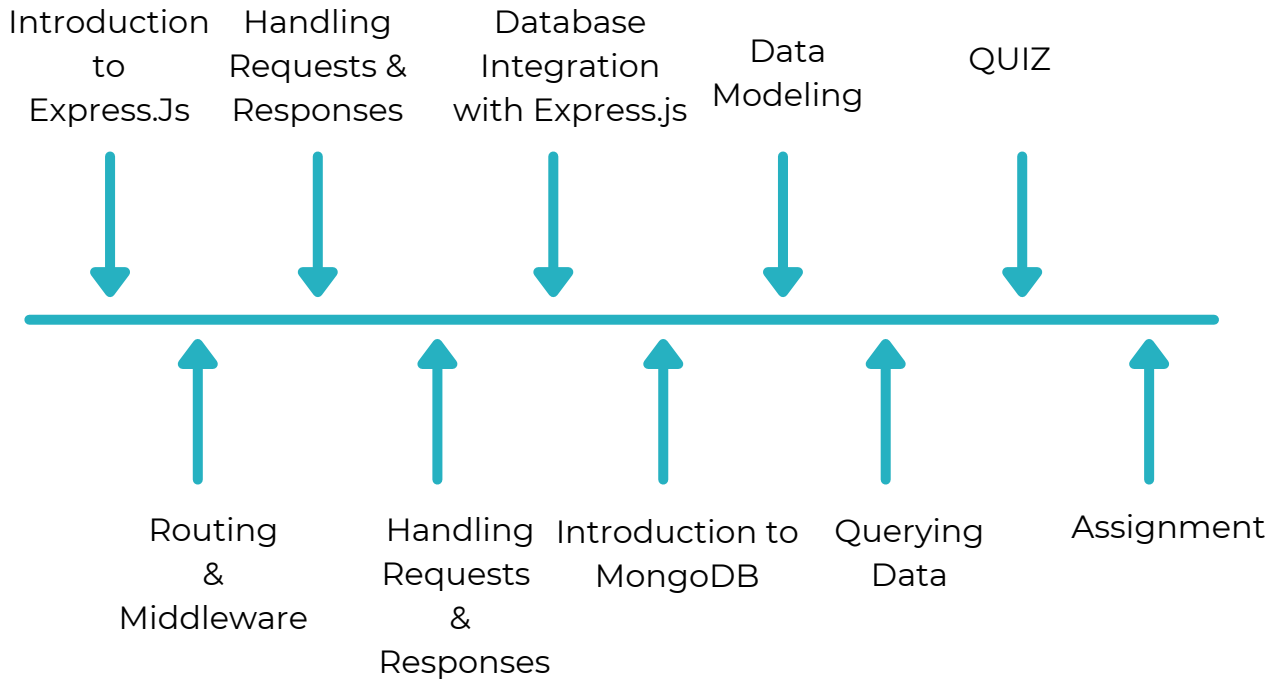 Introduction
to
Express.Js
Handling
Requests &
Responses
Database
Integration
with Express.js
Data
Modeling
QUIZ
Routing
&
Middleware
Handling
Requests
&
Responses
Introduction to
MongoDB
Querying
Data
Assignment